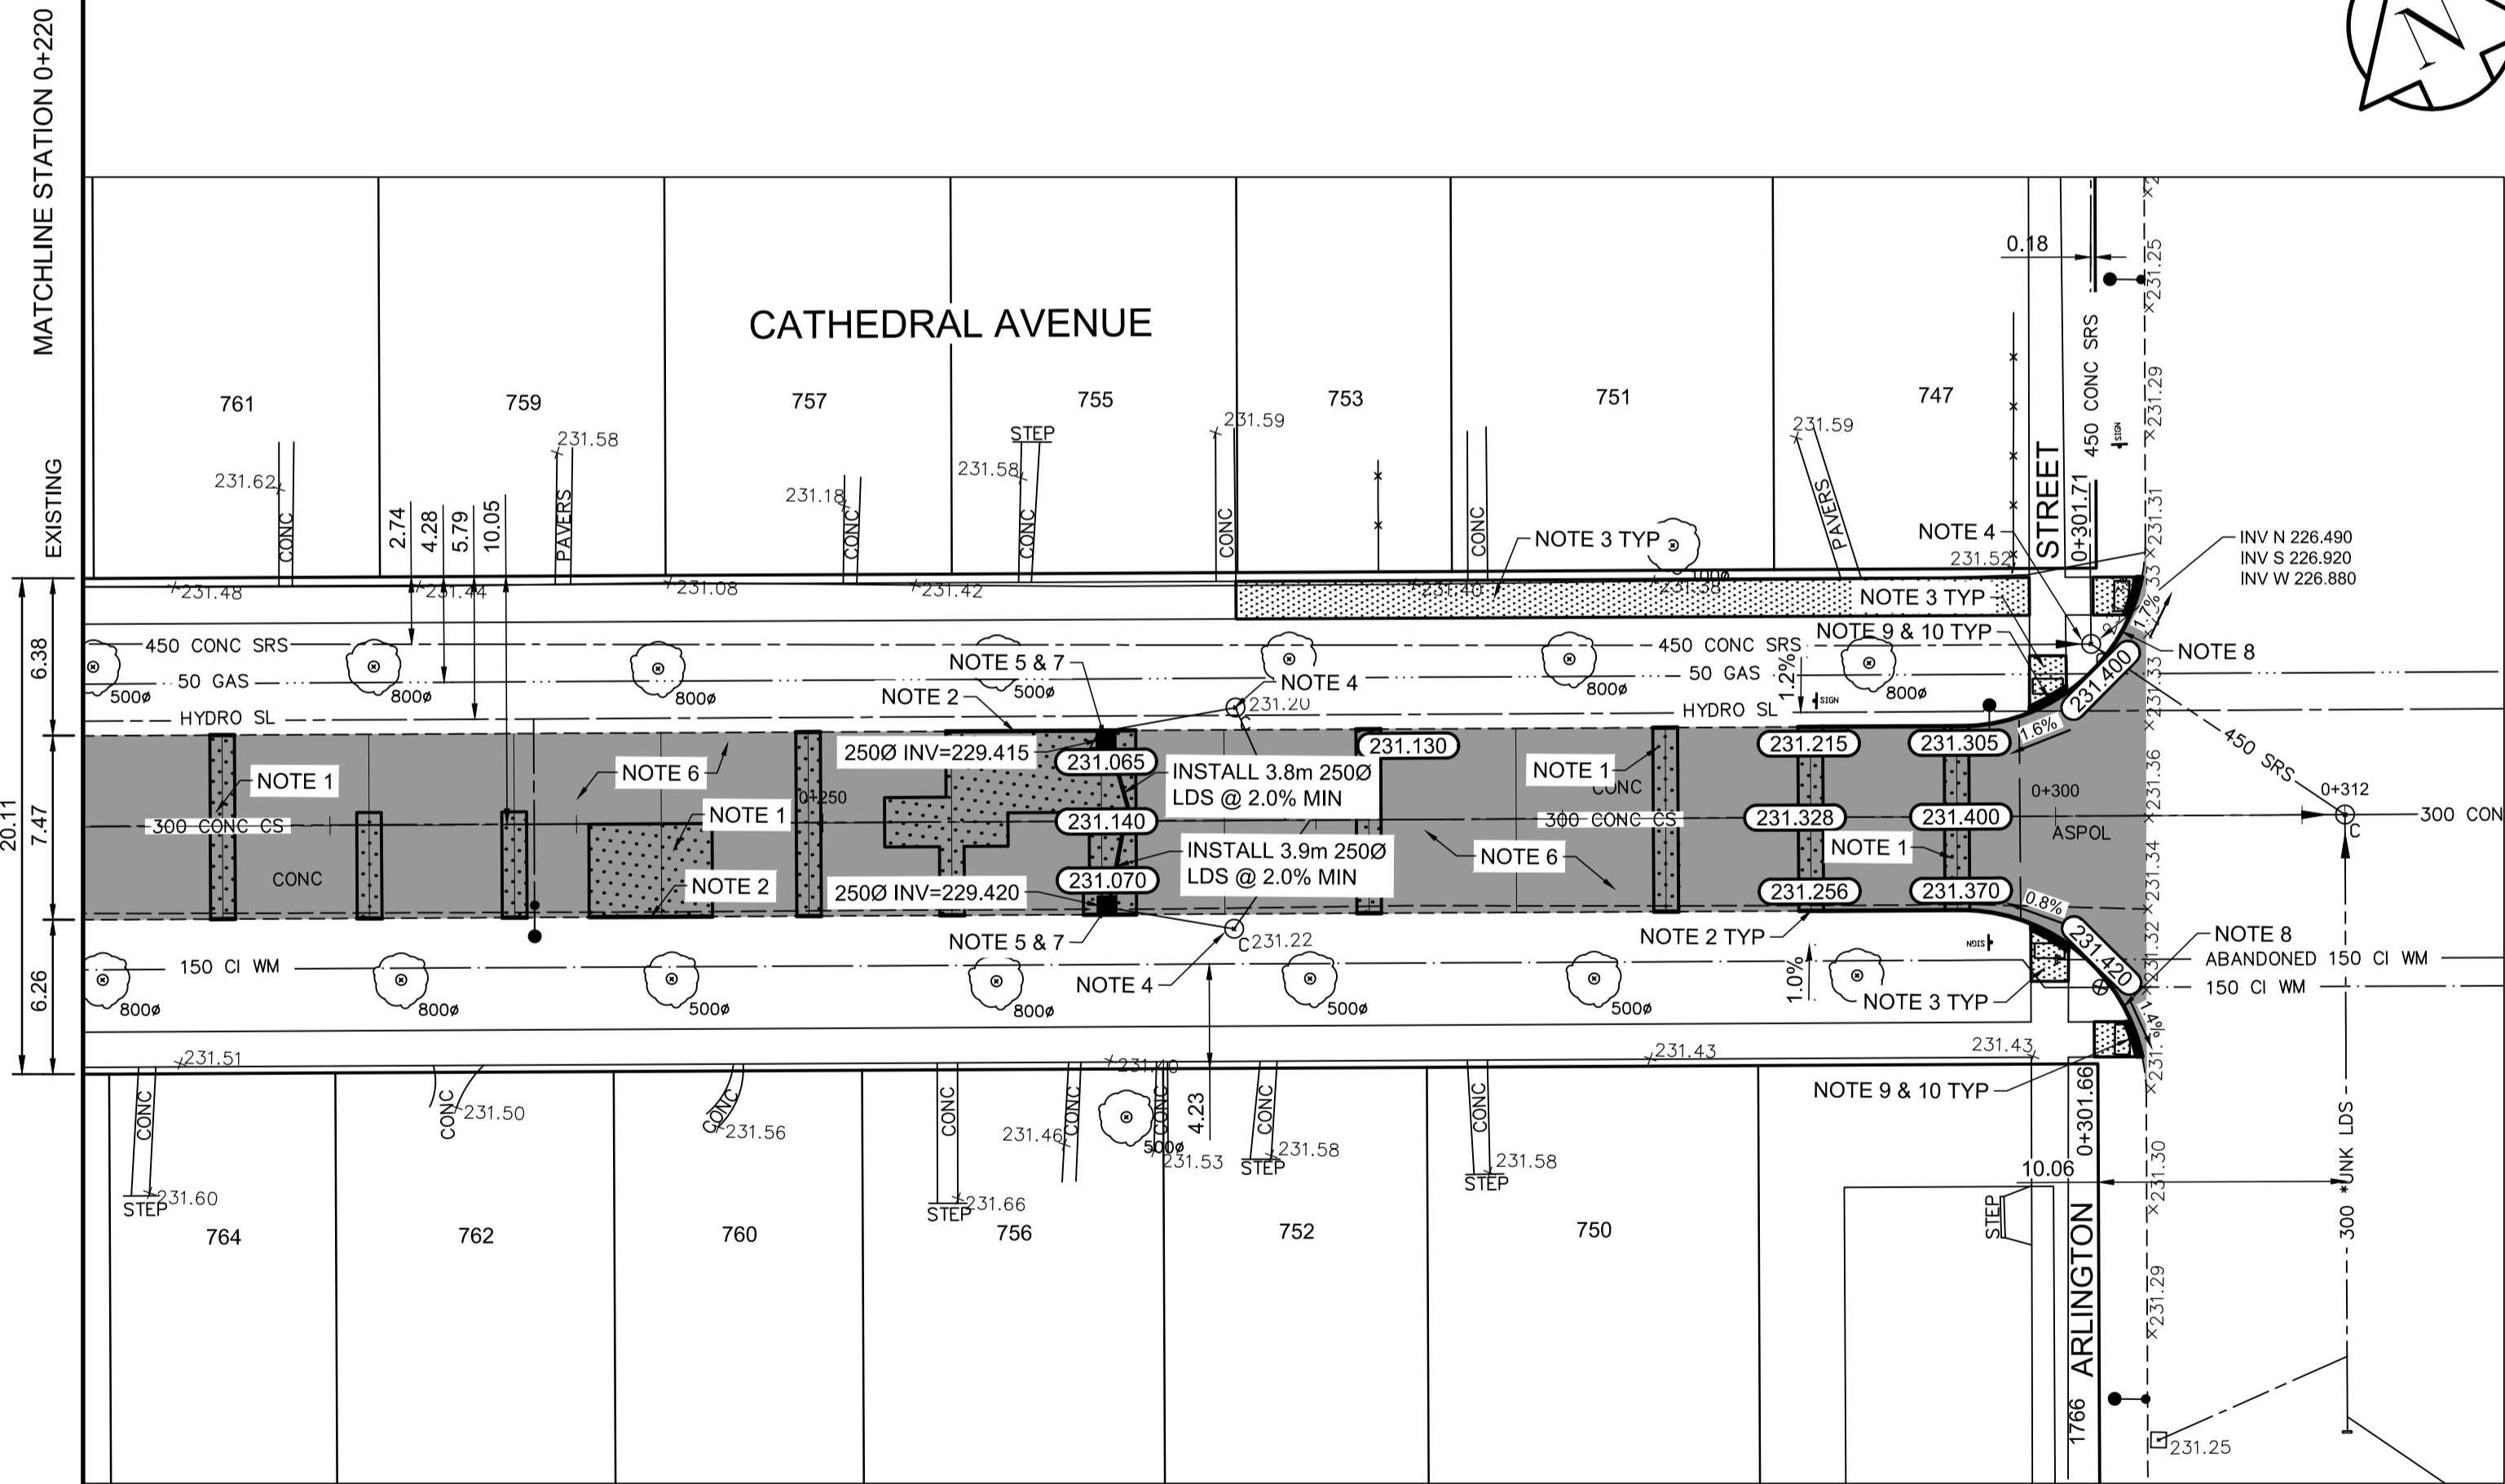 MATCHLINE STATION 0+220
EXISTING
N
CATHEDRAL AVENUE
761
759
757
755
753
751
747
0.18
450 CONC SRS
SIGN
STREET
0+301.71
231.25
231.29
231.31
231.62
CONC
2.74
4.28
5.79
10.05
231.58
PAVERS
231.18
CONC
STEP
231.58
CONC
231.59
CONC
CONC
231.59
PAVERS
NOTE 3 TYP
NOTE 4
231.52
INV N 226.490
INV S 226.920
INV W 226.880
231.48
231.44
231.08
231.42
231.40
231.38
100ø
NOTE 3 TYP
1.7%
6.38
450 CONC SRS
450 CONC SRS
NOTE 9 & 10 TYP
NOTE 8
NOTE 5 & 7
50 GAS
50 GAS
500ø
800ø
800ø
500ø
800ø
800ø
NOTE 2
NOTE 4
1.2%
SIGN
231.400
231.33
HYDRO SL
HYDRO SL
231.20
C
1.6%
250Ø INV=229.415
231.065
231.130
231.215
231.305
450 SRS
231.36
NOTE 1
NOTE 6
INSTALL 3.8m 250Ø
LDS @ 2.0% MIN
NOTE 1
CONC
0+250
0+300
0+312
20.11
7.47
300 CONC CS
NOTE 1
231.140
300 CONC CS
231.328
231.400
ASPOL
C
300 CON
CONC
NOTE 2
INSTALL 3.9m 250Ø
LDS @ 2.0% MIN
NOTE 6
NOTE 1
231.34
250Ø INV=229.420
231.070
231.256
231.370
0.8%
NOTE 5 & 7
C
231.22
NOTE 2 TYP
SIGN
231.420
231.32
NOTE 8
ABANDONED 150 CI WM
150 CI WM
150 CI WM
6.26
NOTE 4
1.0%
NOTE 3 TYP
800ø
800ø
500ø
800ø
500ø
500ø
231.51
231.43
231.43
NOTE 9 & 10 TYP
CONC
CONC
231.50
CONC
231.56
CONC
231.46
CONC
CONC
500ø
231.53
4.23
CONC
231.58
STEP
CONC
231.58
STEP
231.60
STEP
231.66
STEP
764
762
760
756
752
750
STEP
10.06
0+301.66
ARLINGTON
1766
231.30
231.29
300 *UNK LDS
231.25